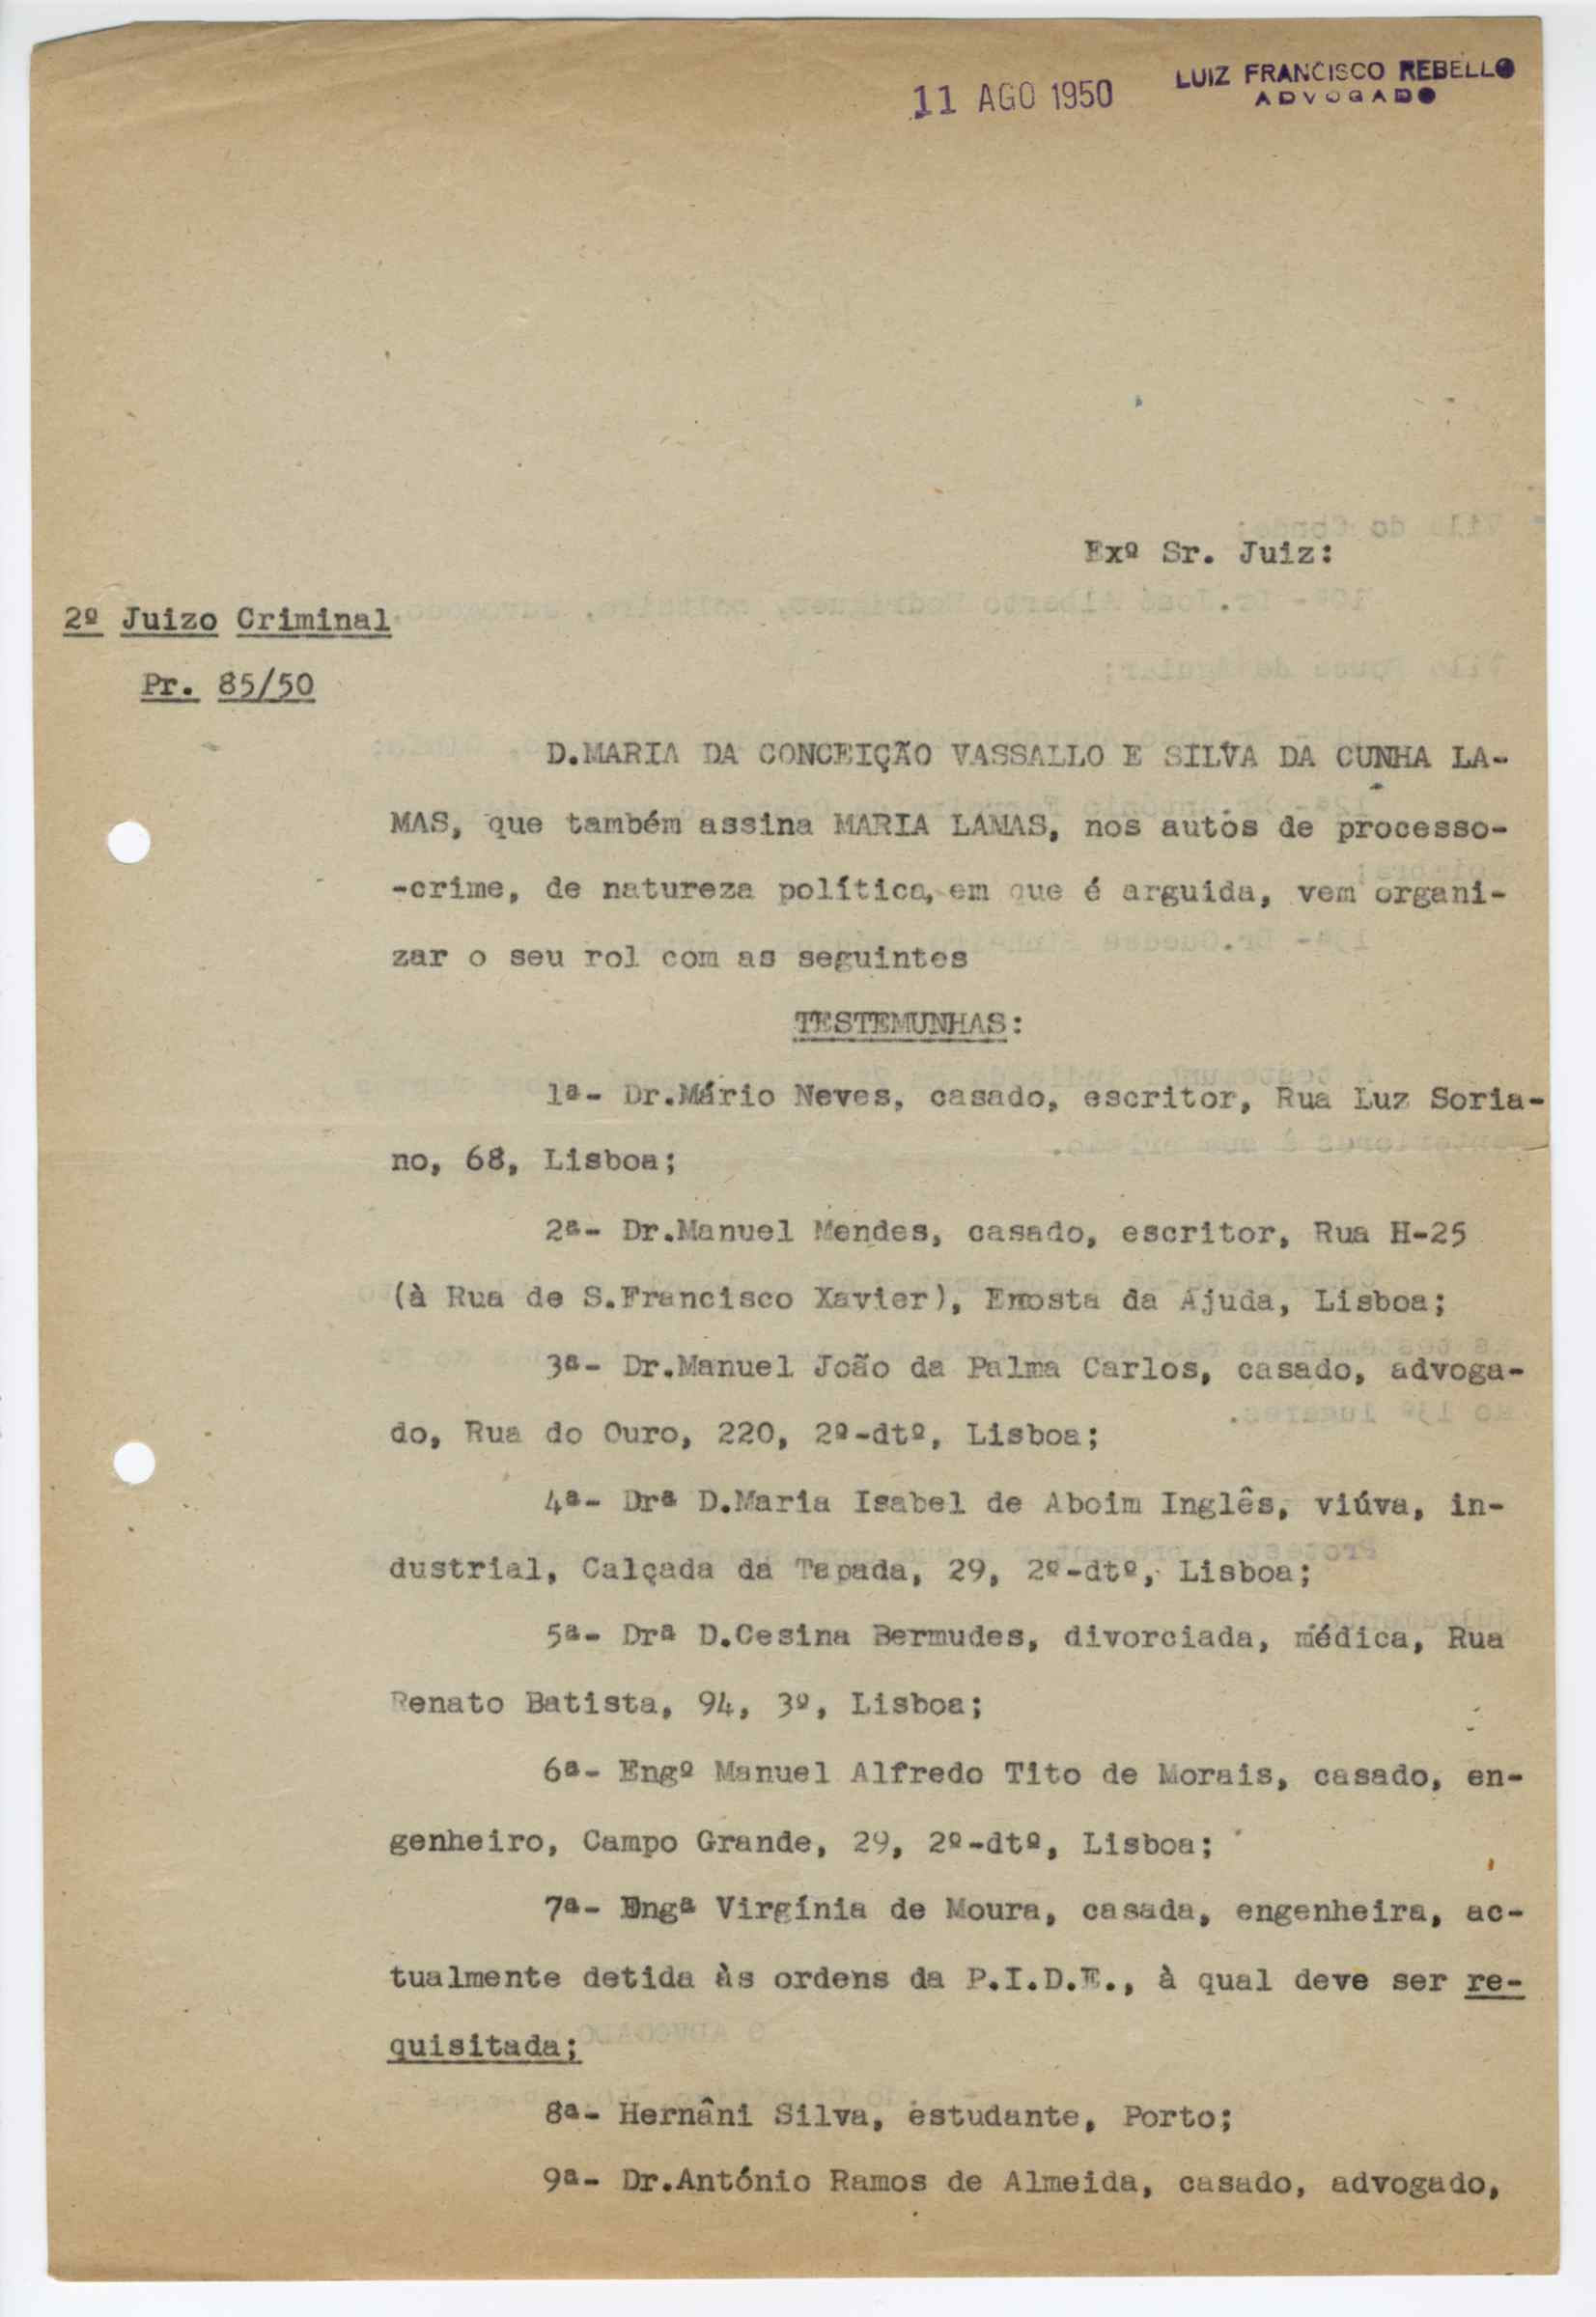 11 AGO 1950
LUIZ FRANCISCO REBELLO
ADVOGADO
Exº Sr. Juiz:
2º Juizo Criminal
Pr. 85/50
D.MARIA DA CONCEIÇÃO VASSALLO E SILVA DA CUNHA LA-
MAS, que também assina MARIA LAMAS, nos autos de processo-
-crime, de natureza política, em que é arguida, vem organi-
zar o seu rol com as seguintes
TESTEMUNHAS:
1ª- Dr.Mário Neves, casado, escritor, Rua Luz Soria-
no, 68, Lisboa;
2ª- Dr.Manuel Mendes, casado, escritor, Rua H-25
(à Rua de S.Francisco Xavier), Enosta da Ajuda, Lisboa;
3ª- Dr.Manuel João da Palma Carlos, casado, advoga-
do, Rua do Ouro, 220, 2º-dtº, Lisboa;
4ª- Drª D.Maria Isabel de Aboim Inglês, viúva, in-
dustrial, Calçada da Tapada, 29, 2º-dtº, Lisboa;
5ª- Drª D.Cesina Bermudes, divorciada, médica, Rua
Renato Batista, 94, 3º, Lisboa;
6ª- Engº Manuel Alfredo Tito de Morais, casado, en-
genheiro, Campo Grande, 29, 2º-dtº, Lisboa;
7ª- Engª Virgínia de Moura, casada, engenheira, ac-
tualmente detida às ordens da P.I.D.E., à qual deve ser re-
quisitada;
8ª- Hernâni Silva, estudante, Porto;
9ª- Dr.António Ramos de Almeida, casado, advogado,